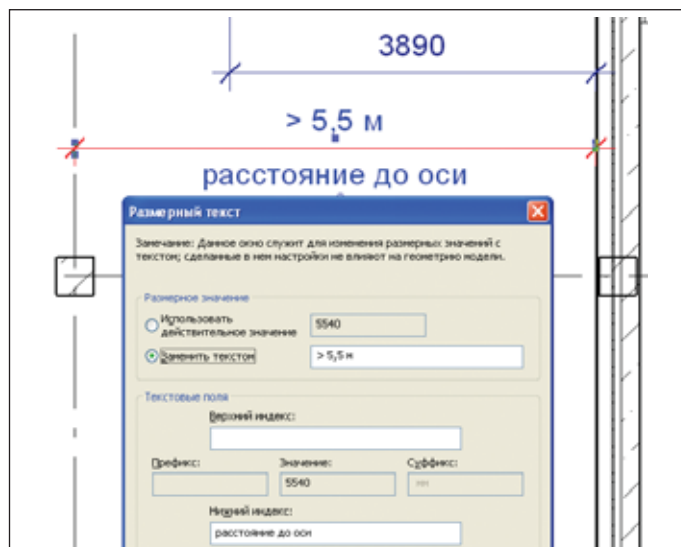 3890
> 5,5 м
расстояние до оси
Размерный текст
Замечание: Данное окно служит для изменения размерных значений с
текстом; сделанные в нем настройки не влияют на геометрию модели.
Размерное значение
Использовать
действительное значение
5540
Заменить текстом
> 5,5 м
Текстовые поля
Верхний индекс:
Префикс: Значение: Суффикс:
5540 мм
Нижний индекс:
расстояние до оси